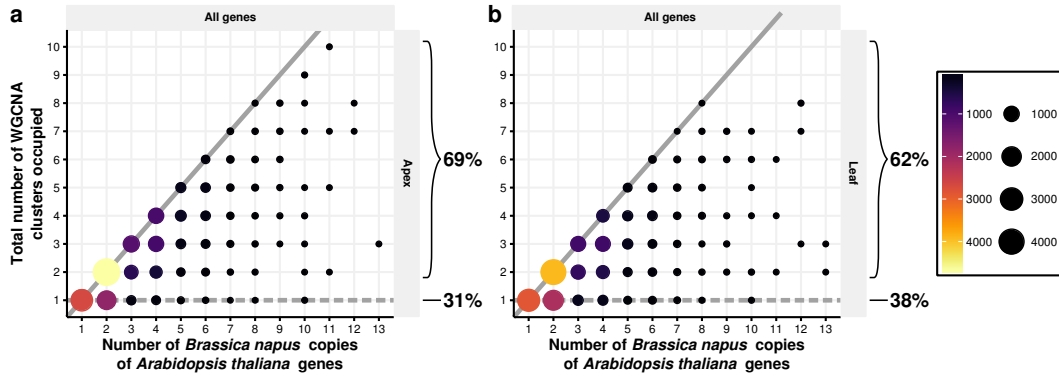 a
All genes
10
9
8
7
6
5
4
3
2
1
Total number of WGCNA
clusters occupied
1 2 3 4 5 6 7 8 9 10 11 12 13
Number of Brassica napus copies
of Arabidopsis thaliana genes
Apex
69%
31%
b
All genes
10
9
8
7
6
5
4
3
2
1
1 2 3 4 5 6 7 8 9 10 11 12 13
Number of Brassica napus copies
of Arabidopsis thaliana genes
Leaf
62%
38%
1000 1000
2000 2000
3000 3000
4000 4000